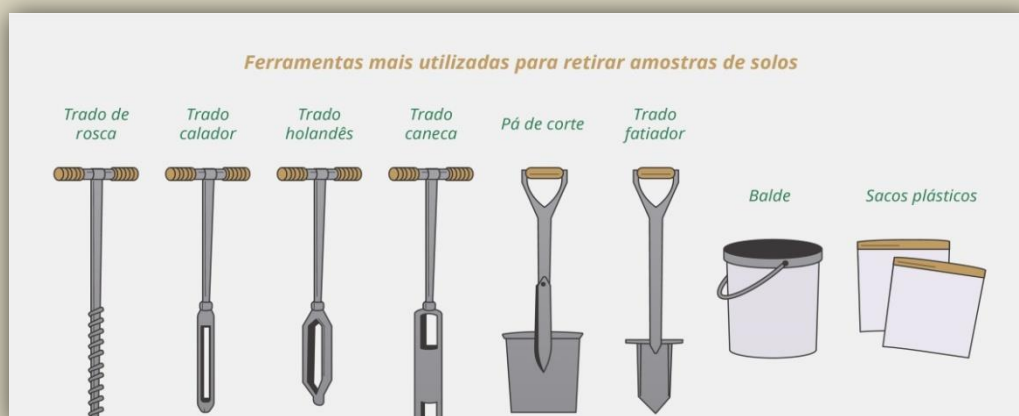 Ferramentas mais utilizadas para retirar amostras de solos
Trado de
rosca
Trado
calador
Trado
holandês
Trado
caneca
Pá de corte
Trado
fatiador
Balde
Sacos plásticos